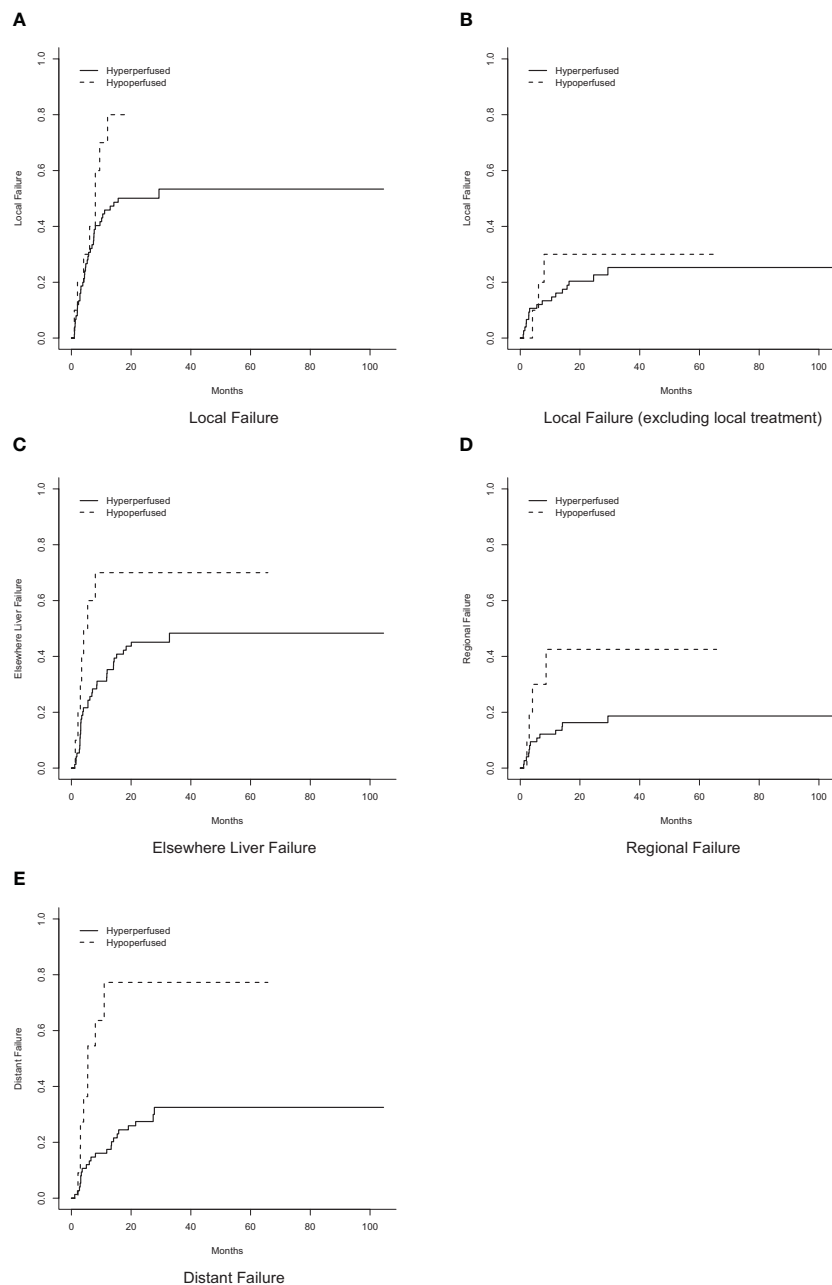 A
Hyperperfused
Hypoperfused
Local Failure
0.0 0.2 0.4 0.6 0.8 1.0
0 20 40 60 80 100
Months
Local Failure
B
Hyperperfused
Hypoperfused
Local Failure
0.0 0.2 0.4 0.6 0.8 1.0
0 20 40 60 80 100
Months
Local Failure (excluding local treatment)
C
Hyperperfused
Hypoperfused
Elsewhere Liver Failure
0.0 0.2 0.4 0.6 0.8 1.0
0 20 40 60 80 100
Months
Elsewhere Liver Failure
D
Hyperperfused
Hypoperfused
Regional Failure
0.0 0.2 0.4 0.6 0.8 1.0
0 20 40 60 80 100
Months
Regional Failure
E
Hyperperfused
Hypoperfused
Distant Failure
0.0 0.2 0.4 0.6 0.8 1.0
0 20 40 60 80 100
Months
Distant Failure